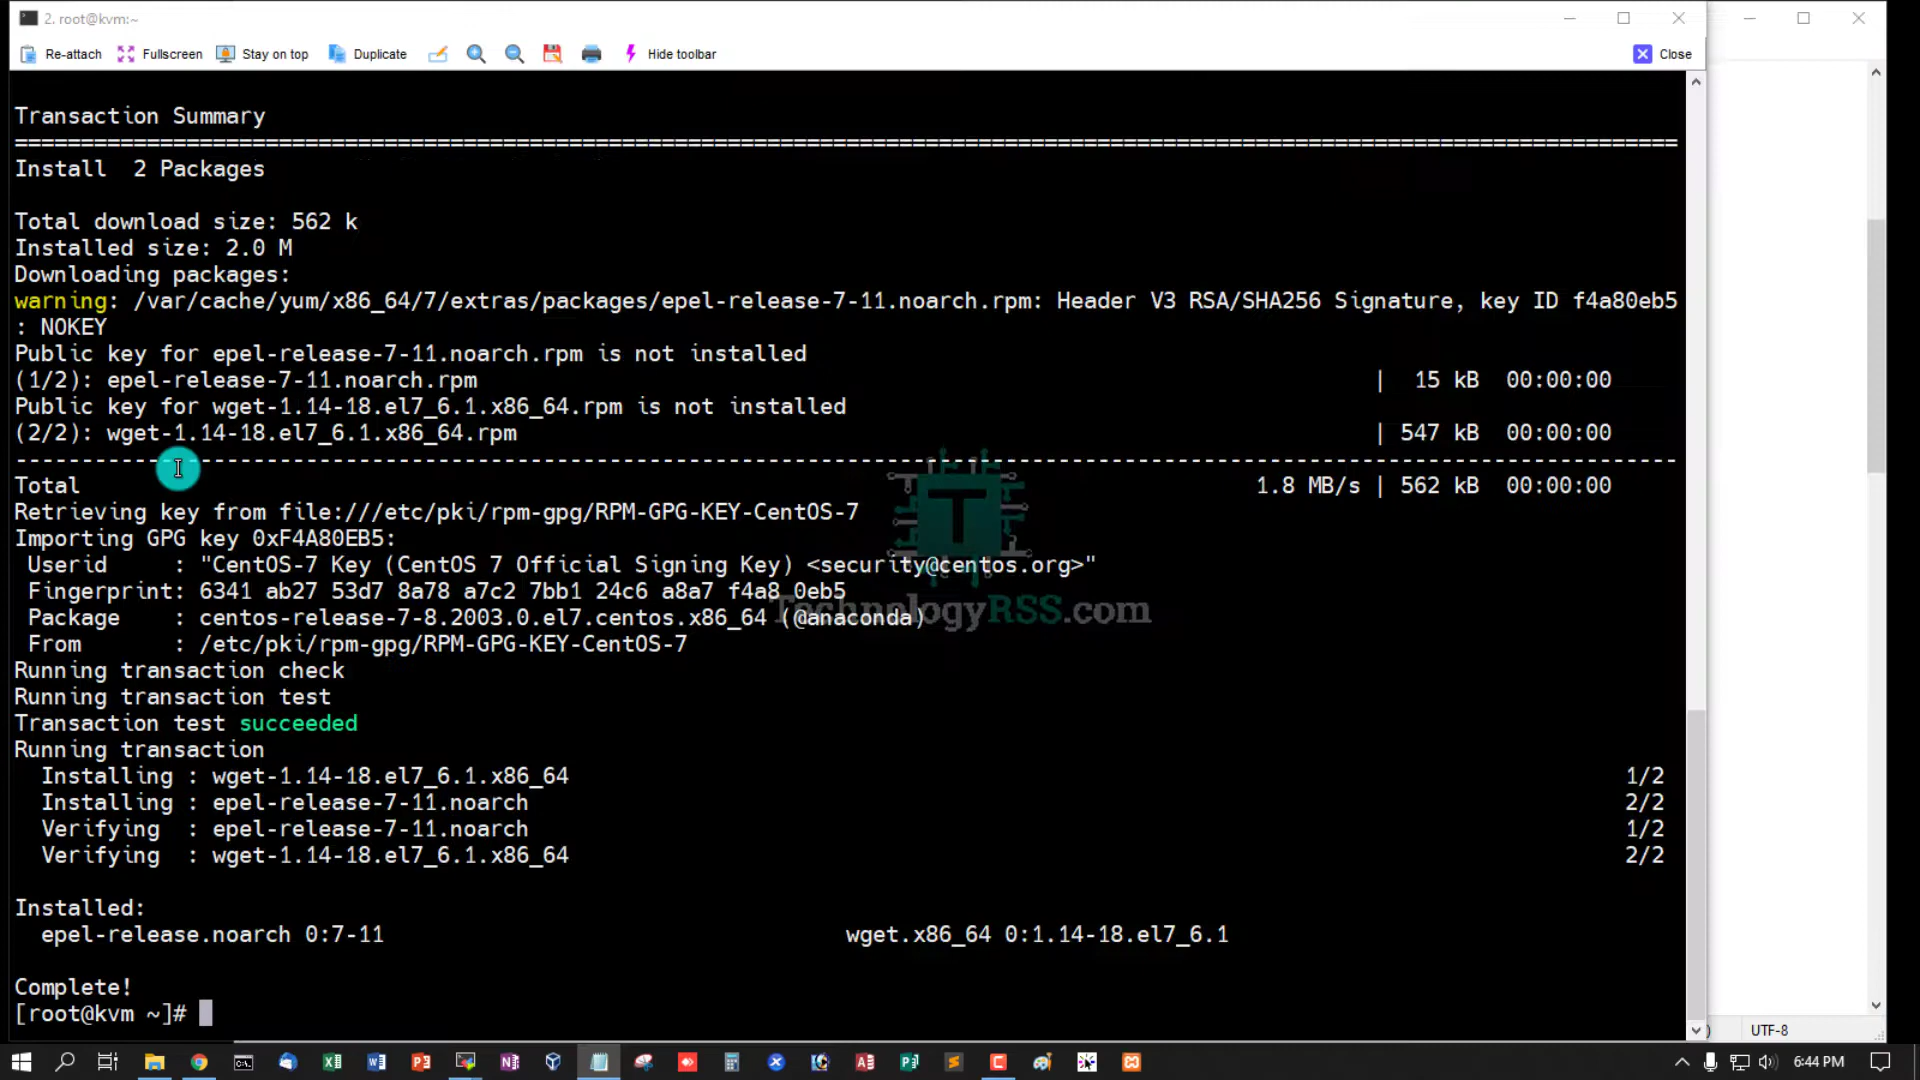 2. root@kvm:~
Re-attach Fullscreen Stay on top Duplicate Hide toolbar Close
Transaction Summary
================================================================================================================================
Install  2 Packages
Total download size: 562 k
Installed size: 2.0 M
Downloading packages:
warning: /var/cache/yum/x86_64/7/extras/packages/epel-release-7-11.noarch.rpm: Header V3 RSA/SHA256 Signature, key ID f4a80eb5
: NOKEY
Public key for epel-release-7-11.noarch.rpm is not installed
(1/2): epel-release-7-11.noarch.rpm | 15 kB 00:00:00
Public key for wget-1.14-18.el7_6.1.x86_64.rpm is not installed
(2/2): wget-1.14-18.el7_6.1.x86_64.rpm | 547 kB 00:00:00
--------------------------------------------------------------------------------------------------------------------------------
Total 1.8 MB/s | 562 kB 00:00:00
Retrieving key from file:///etc/pki/rpm-gpg/RPM-GPG-KEY-CentOS-7
Importing GPG key 0xF4A80EB5:
Userid : "CentOS-7 Key (CentOS 7 Official Signing Key) <security@centos.org>"
Fingerprint: 6341 ab27 53d7 8a78 a7c2 7bb1 24c6 a8a7 f4a8 0eb5
TechnologyRSS.com
Package : centos-release-7-8.2003.0.el7.centos.x86_64 (@anaconda)
From : /etc/pki/rpm-gpg/RPM-GPG-KEY-CentOS-7
Running transaction check
Running transaction test
Transaction test succeeded
Running transaction
Installing : wget-1.14-18.el7_6.1.x86_64 1/2
Installing : epel-release-7-11.noarch 2/2
Verifying : epel-release-7-11.noarch 1/2
Verifying : wget-1.14-18.el7_6.1.x86_64 2/2
Installed:
epel-release.noarch 0:7-11 wget.x86_64 0:1.14-18.el7_6.1
Complete!
[root@kvm ~]#
UTF-8
6:44 PM